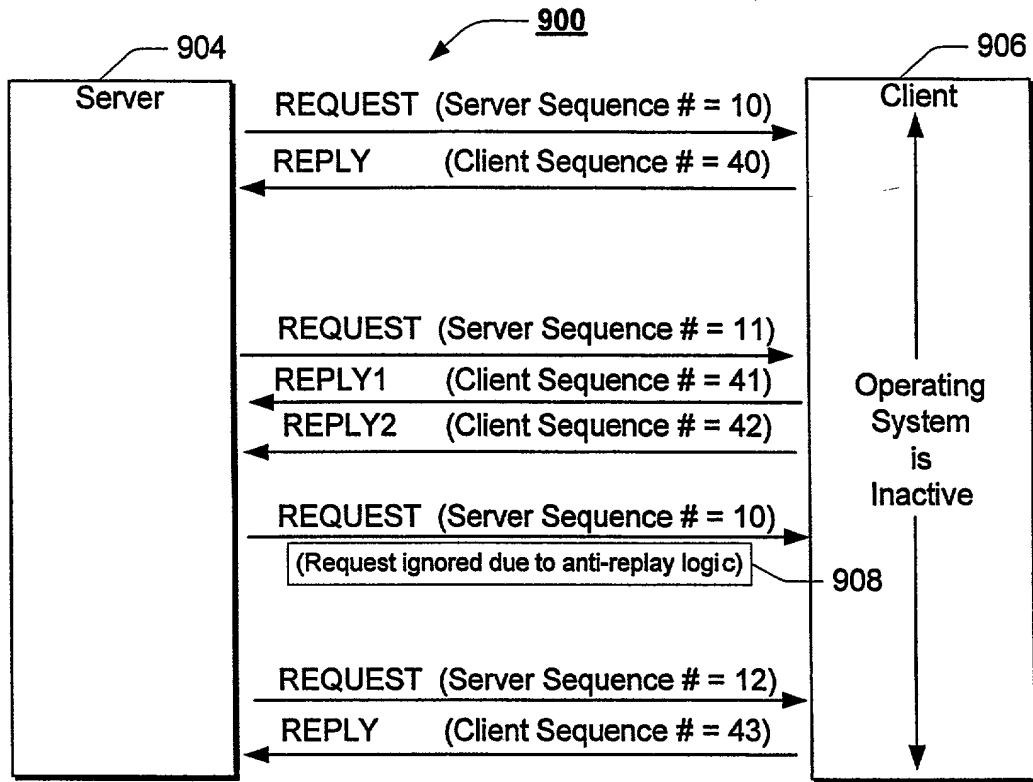 900
904
906
Server
Client
REQUEST (Server Sequence # = 10)
REPLY (Client Sequence # = 40)
REQUEST (Server Sequence # = 11)
REPLY1 (Client Sequence # = 41)
REPLY2 (Client Sequence # = 42)
Operating
System
is
Inactive
REQUEST (Server Sequence # = 10)
(Request ignored due to anti-replay logic)
908
REQUEST (Server Sequence # = 12)
REPLY (Client Sequence # = 43)